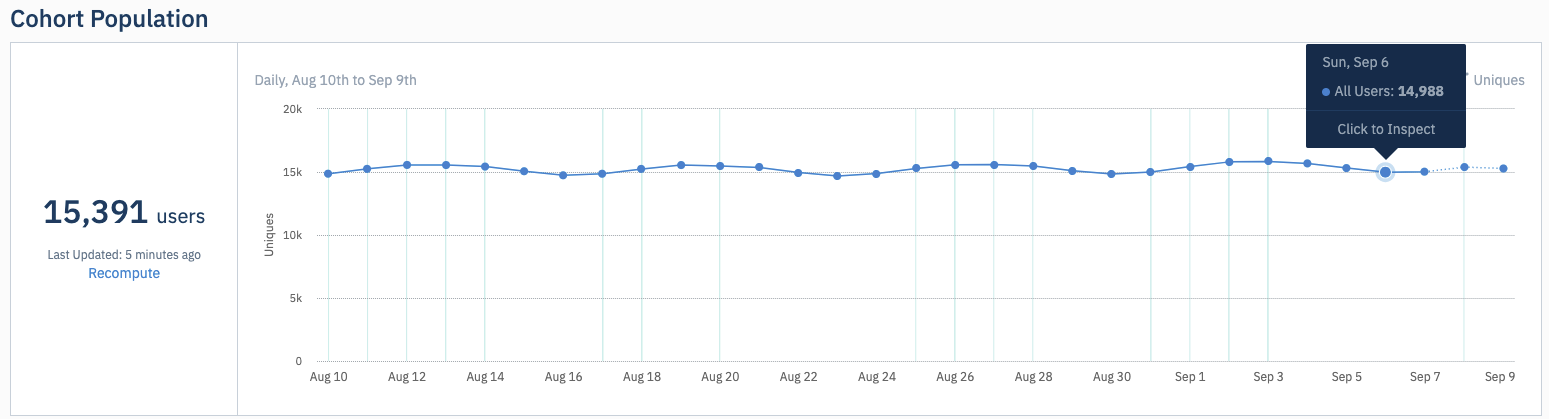 Cohort Population
15,391 users
Last Updated: 5 minutes ago
Recompute
Daily, Aug 10th to Sep 9th
Sun, Sep 6
All Users: 14,988
Click to Inspect
Uniques
20k
15k
10k
5k
0
Uniques
Aug 10 Aug 12 Aug 14 Aug 16 Aug 18 Aug 20 Aug 22 Aug 24 Aug 26 Aug 28 Aug 30 Sep 1 Sep 3 Sep 5 Sep 7 Sep 9